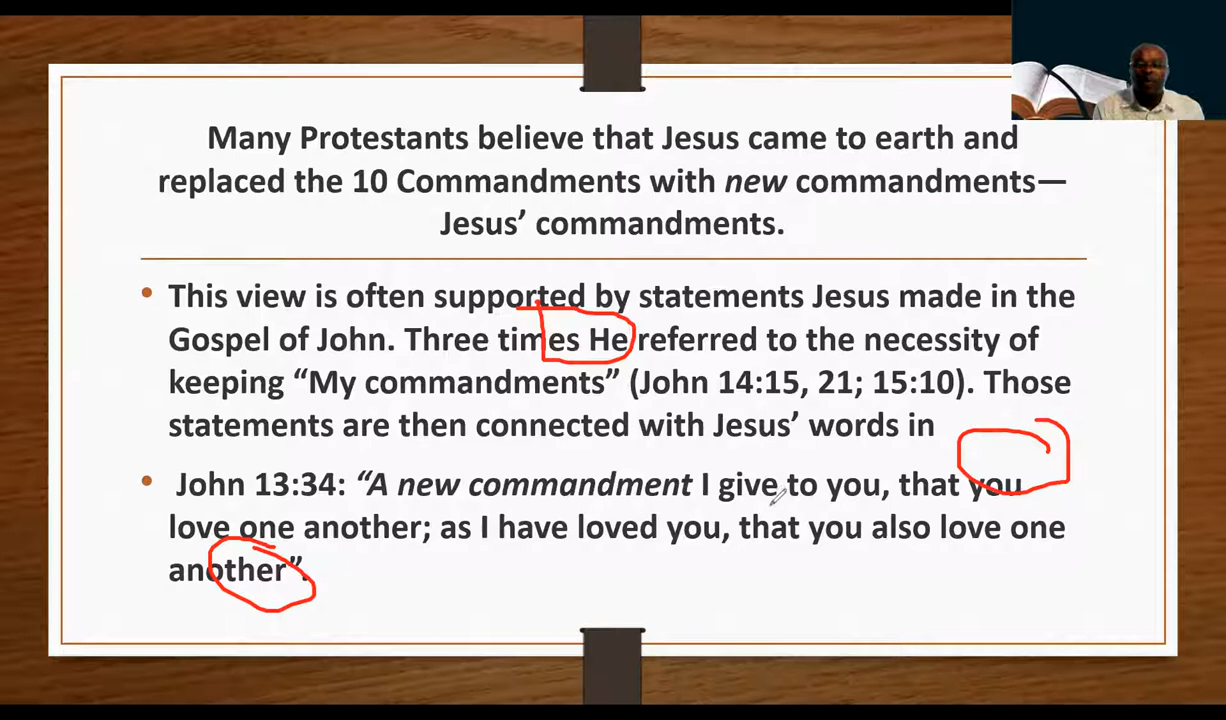 Many Protestants believe that Jesus came to earth and
replaced the 10 Commandments with new commandments—
Jesus’ commandments.
• This view is often supported by statements Jesus made in the
Gospel of John. Three times He referred to the necessity of
keeping “My commandments” (John 14:15, 21; 15:10). Those
statements are then connected with Jesus’ words in
• John 13:34: “A new commandment I give to you, that you
love one another; as I have loved you, that you also love one
another”.